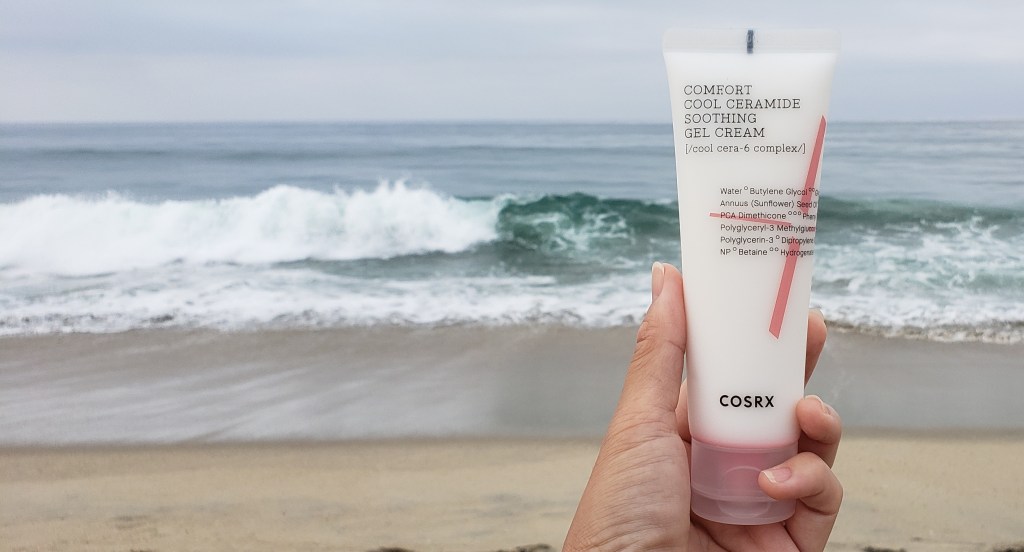 COMFORT
COOL CERAMIDE
SOOTHING
GEL CREAM
[/cool cera-6 complex/]
Water ° Butylene Glycol °°
Annuus (Sunflower) Seed
PCA Dimethicone °°°
Polyglyceryl-3
Polyglycerin-3 °
NP ° Betaine °°
COSRX